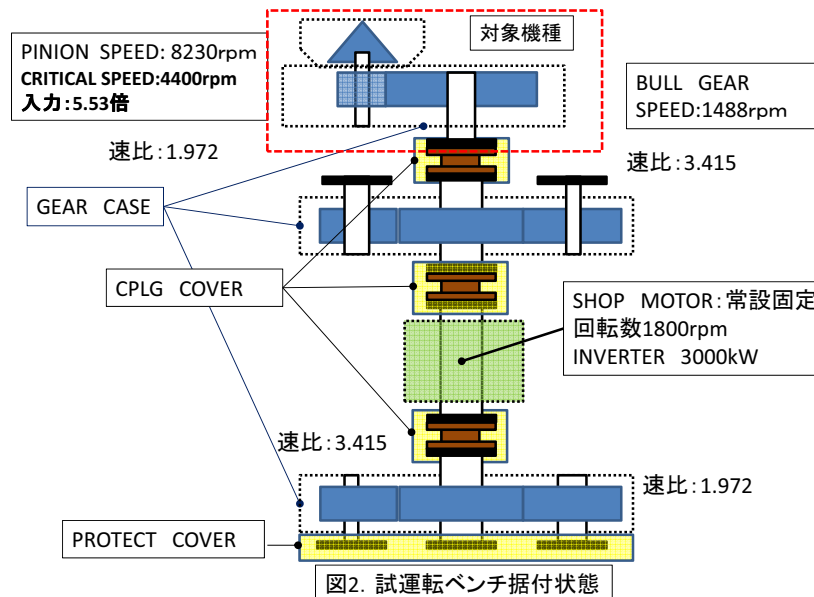 対象機種
PINION SPEED: 8230rpm
CRITICAL SPEED:4400rpm
入力:5.53倍
BULL GEAR
SPEED:1488rpm
速比:1.972
速比:3.415
GEAR CASE
CPLG COVER
SHOP MOTOR:常設固定
回転数1800rpm
INVERTER 3000kW
速比:3.415
速比:1.972
PROTECT COVER
図2. 試運転ベンチ据付状態